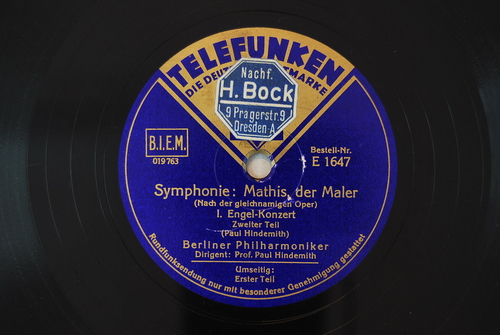 TELEFUNKEN
DIE DEUT MARKE
Nachf.
H. Bock
9 Pragerstr. 9
Dresden-A
B.I.E.M.
019763
Bestell-Nr.
E 1647
Symphonie: Mathis, der Maler
(Nach der gleichnamigen Oper)
I. Engel-Konzert
Zweiter Teil
(Paul Hindemith)
Berliner Philharmoniker
Dirigent: Prof. Paul Hindemith
Umseitig:
Erster Teil
Rundfunksendung nur mit besonderer Genehmigung gestattet